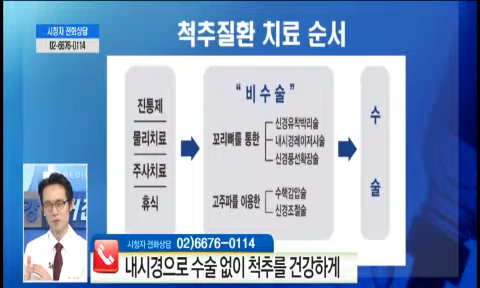 시청자 전화상담
02-6676-0114
척추질환 치료 순서
진통제
물리치료
주사치료
휴식
“비수술”
꼬리뼈를 통한
신경유착박리술
내시경레이저시술
신경풍선확장술
고주파를 이용한
수핵감압술
신경조절술
수
술
시청자 전화상담 02)6676-0114
내시경으로 수술 없이 척추를 건강하게